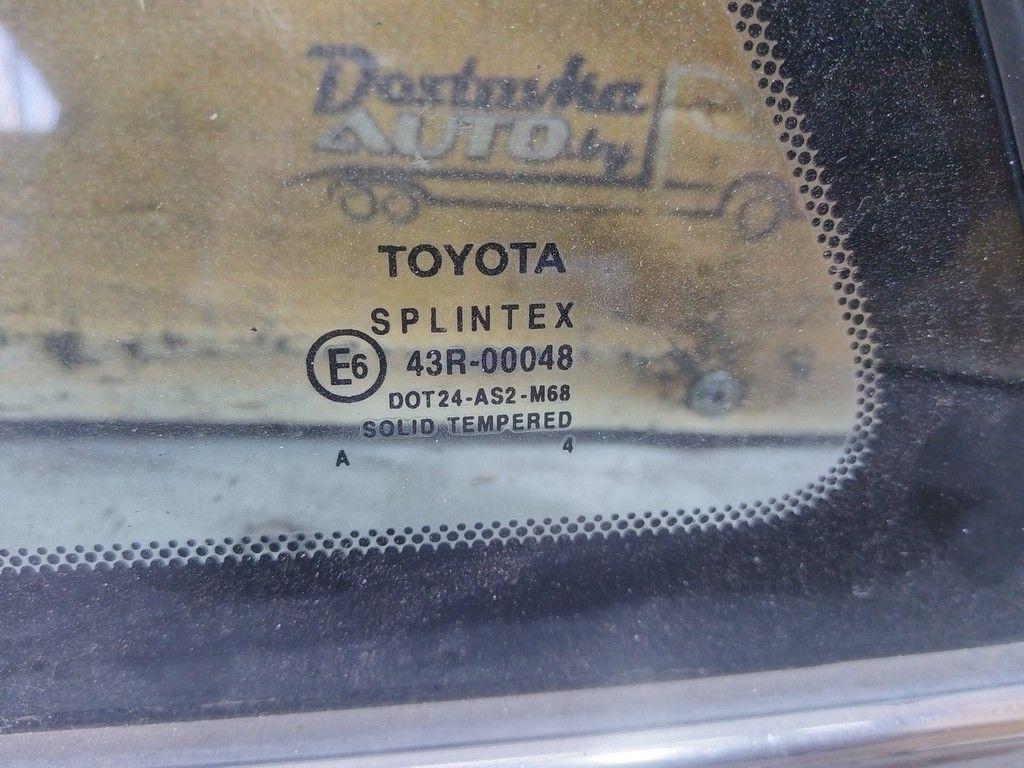 Dostavka
AUTO.by
TOYOTA
SPLINTEX
E6 43R-00048
DOT24-AS2-M68
SOLID TEMPERED
A 4